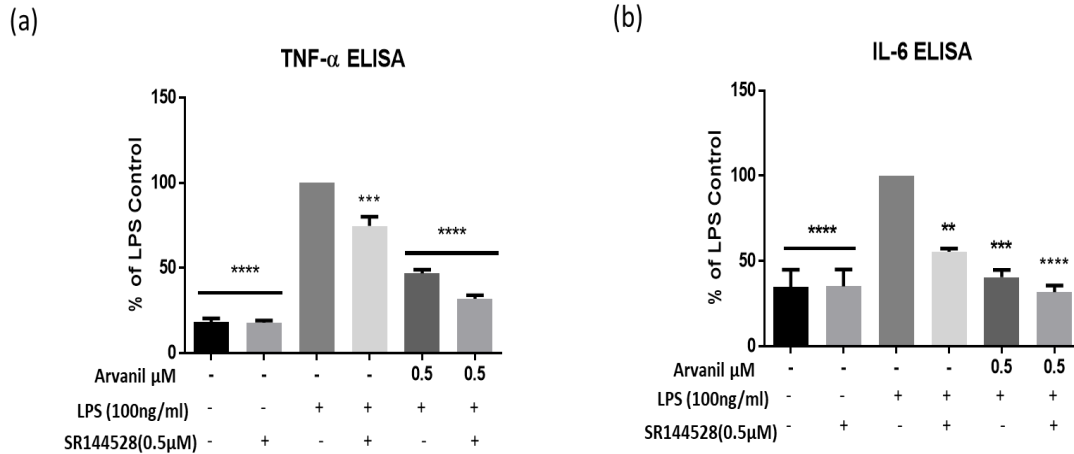 (a)
TNF-α ELISA
% of LPS Control
150
100
50
0
****
***
****
Arvanil µM - - - - 0.5 0.5
LPS (100ng/ml) - - + + + +
SR144528(0.5µM) - + - + - +
(b)
IL-6 ELISA
% of LPS Control
150
100
50
0
****
**
***
****
Arvanil µM - - - - 0.5 0.5
LPS (100ng/ml) - - + + + +
SR144528(0.5µM) - + - + - +